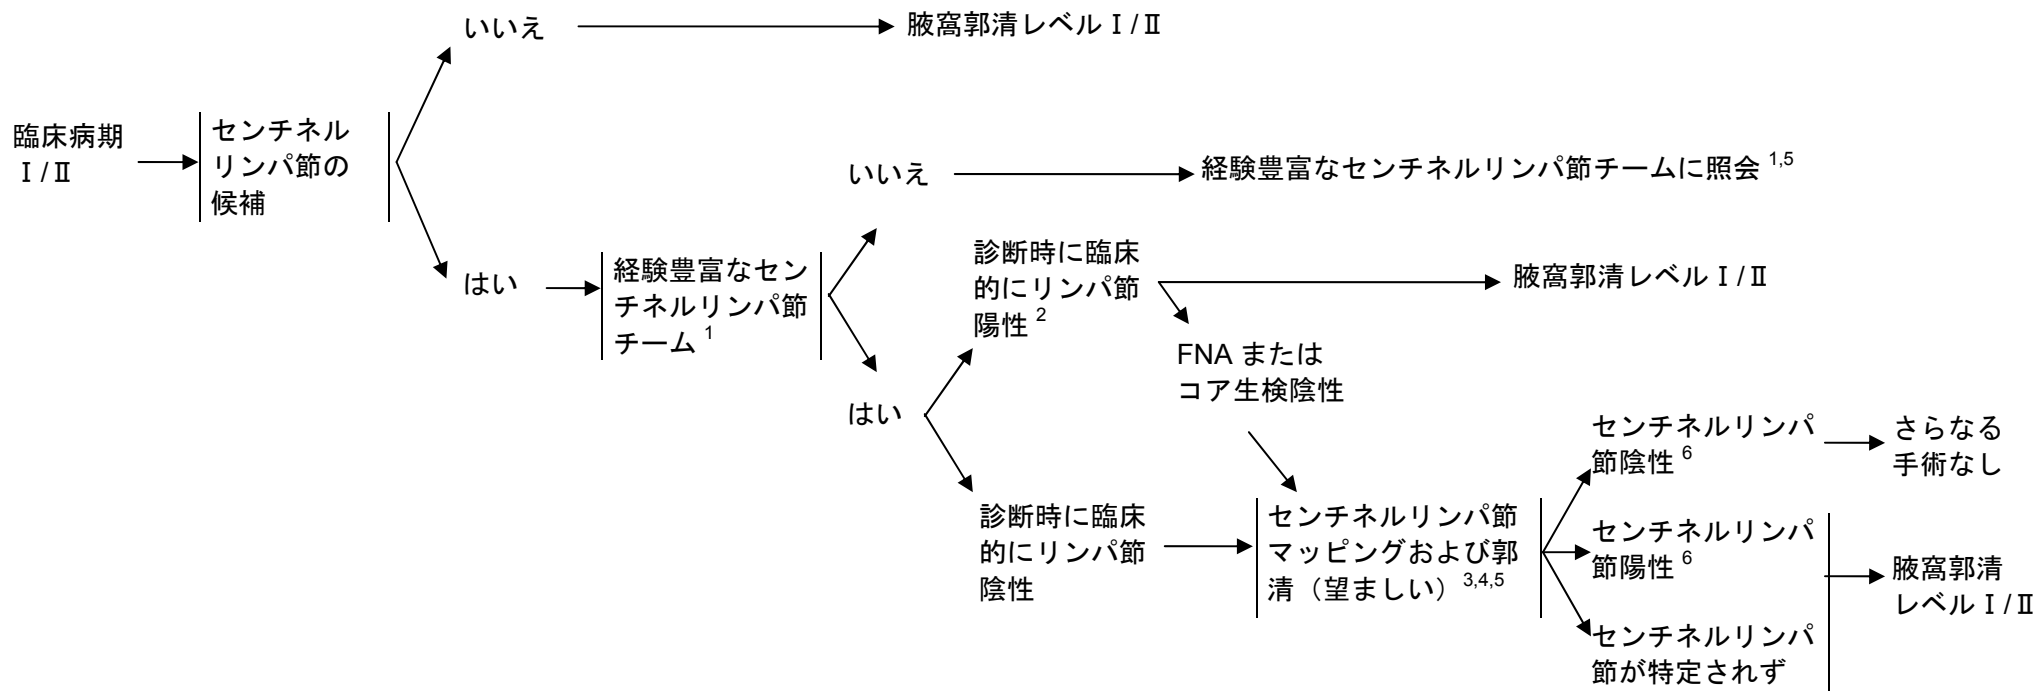 いいえ
腋窩郭清レベルⅠ/Ⅱ
臨床病期
Ⅰ/Ⅱ
センチネル
リンパ節の
候補
はい
経験豊富なセン
チネルリンパ節
チーム 1
いいえ
経験豊富なセンチネルリンパ節チームに照会 1,5
はい
診断時に臨床
的にリンパ節
陽性 2
腋窩郭清レベルⅠ/Ⅱ
FNA または
コア生検陰性
診断時に臨床
的にリンパ節
陰性
センチネルリンパ節
マッピングおよび郭
清（望ましい）3,4,5
センチネルリンパ
節陰性 6
さらなる
手術なし
センチネルリンパ
節陽性 6
センチネルリンパ
節が特定されず
腋窩郭清
レベルⅠ/Ⅱ